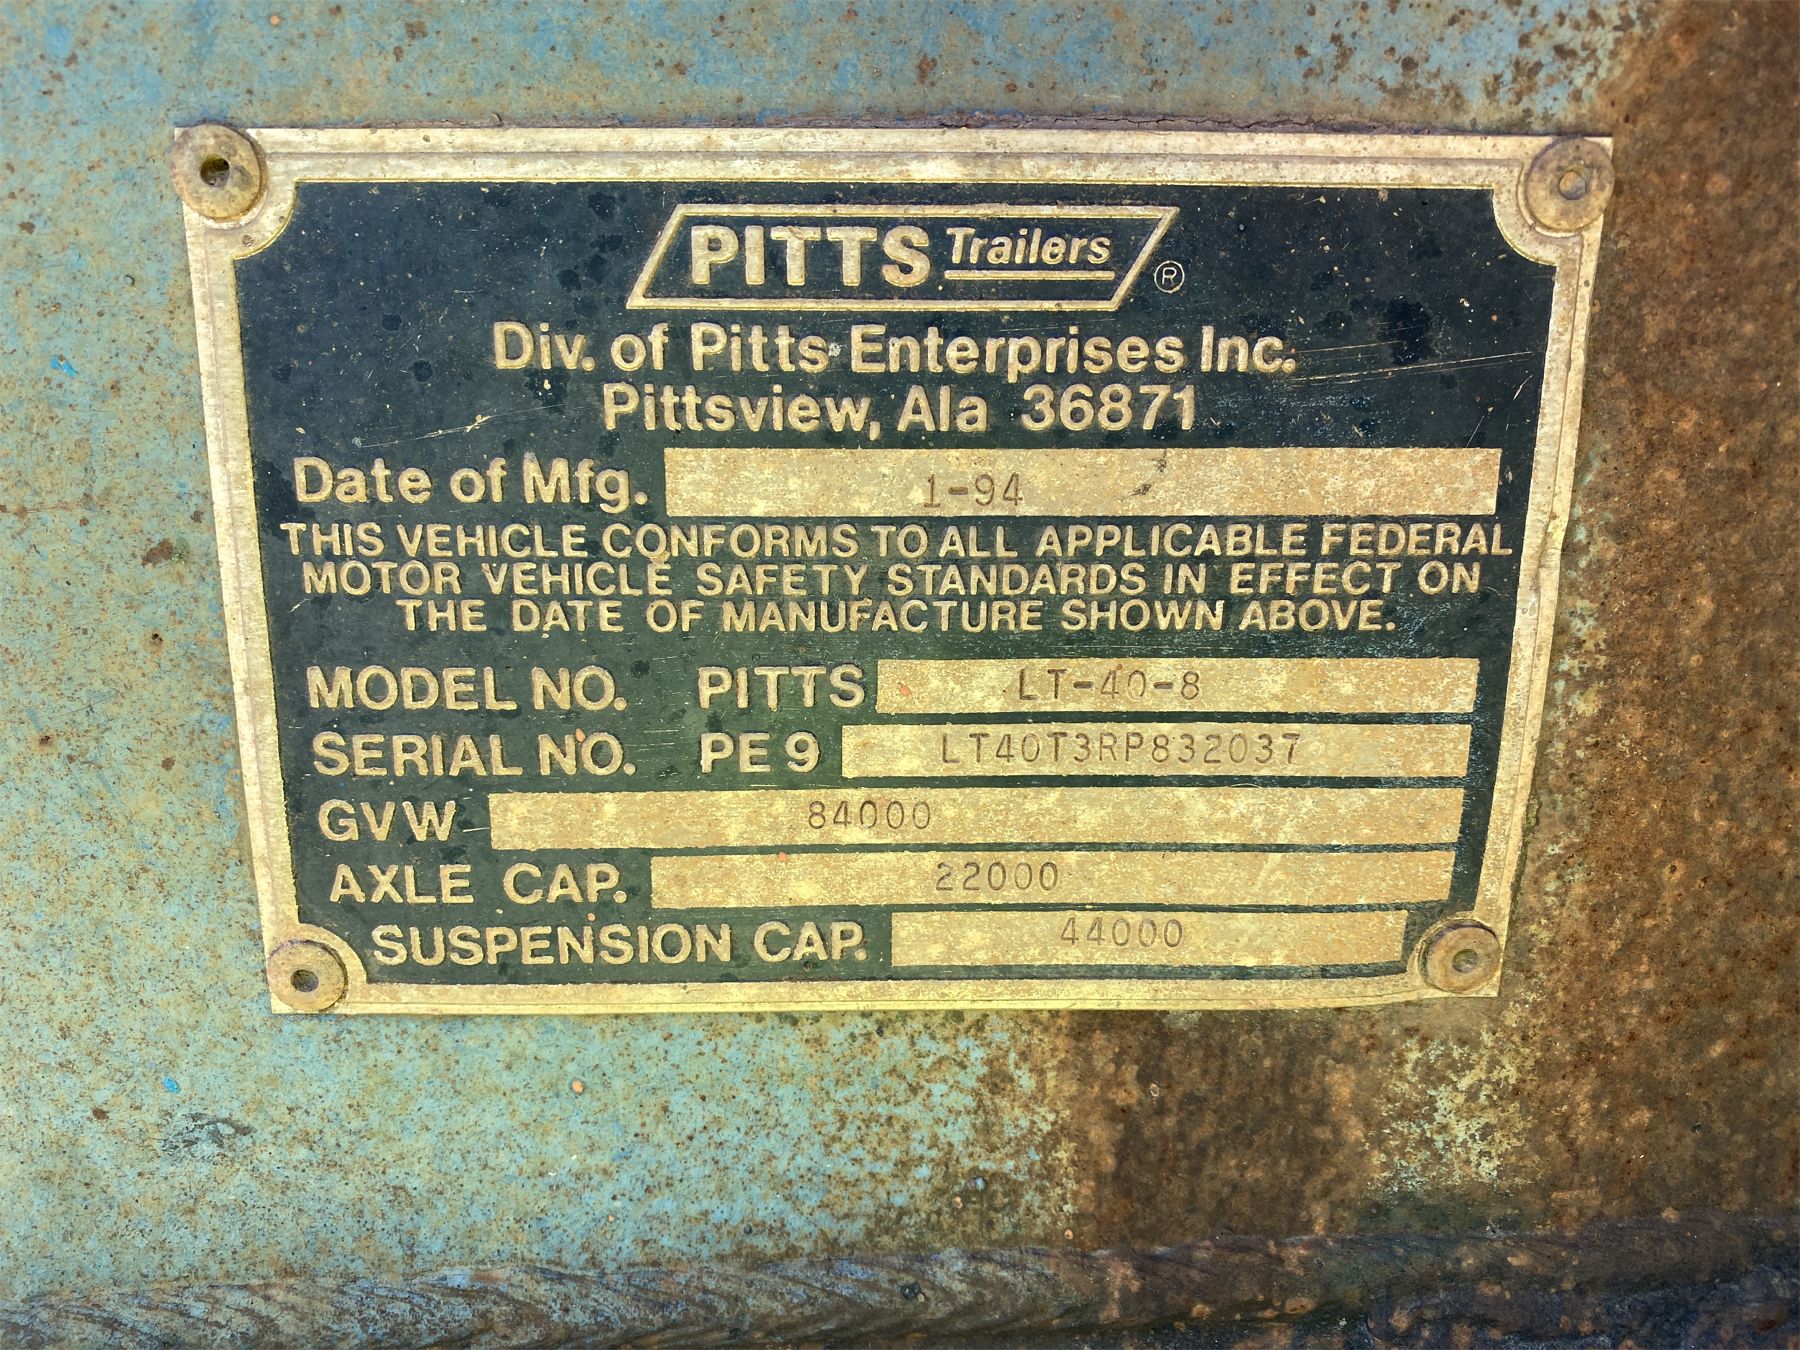 PITTS Trailers ®
Div. of Pitts Enterprises Inc.
Pittsview, Ala 36871
Date of Mfg. 1-94
THIS VEHICLE CONFORMS TO ALL APPLICABLE FEDERAL
MOTOR VEHICLE SAFETY STANDARDS IN EFFECT ON
THE DATE OF MANUFACTURE SHOWN ABOVE.
MODEL NO. PITTS LT-40-8
SERIAL NO. PE9 LT40T3RP832037
GVW 84000
AXLE CAP. 22000
SUSPENSION CAP. 44000